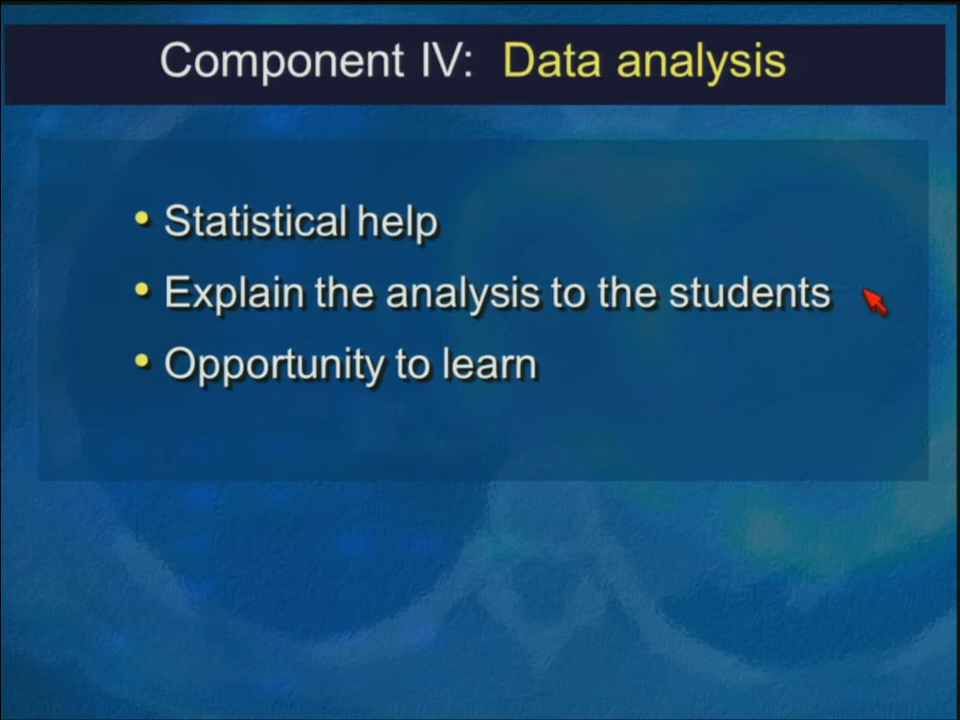 Component IV: Data analysis
• Statistical help
• Explain the analysis to the students
• Opportunity to learn